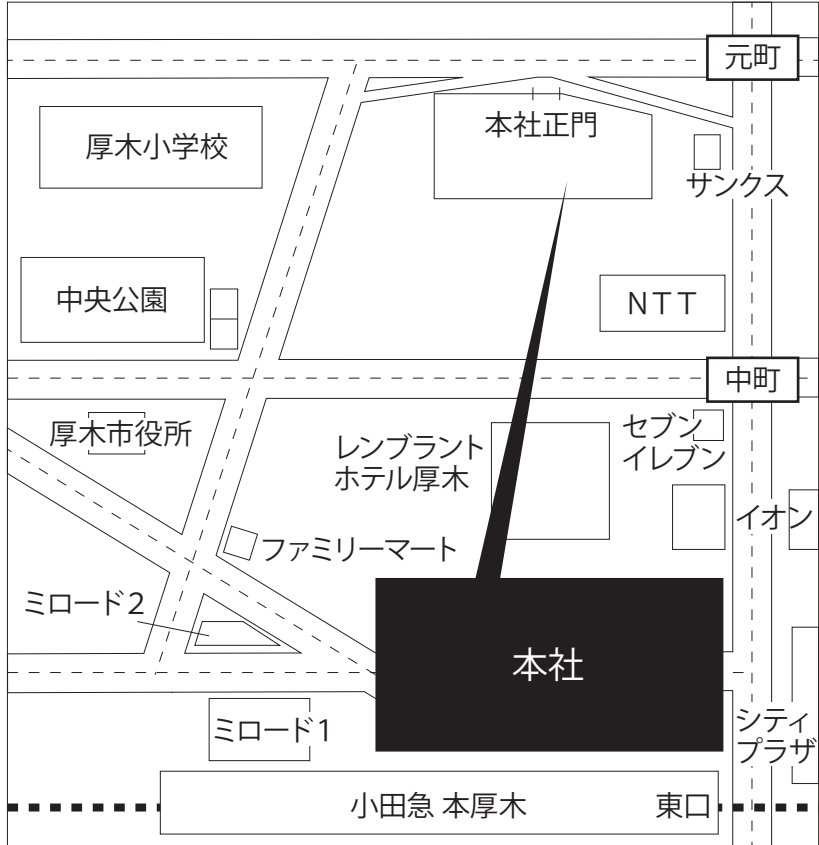 元町
本社正門
厚木小学校
サンクス
中央公園
NTT
中町
厚木市役所
レンブラント
ホテル厚木
セブン
イレブン
イオン
ファミリーマート
ミロード2
本社
ミロード1
シティ
プラザ
小田急 本厚木
東口